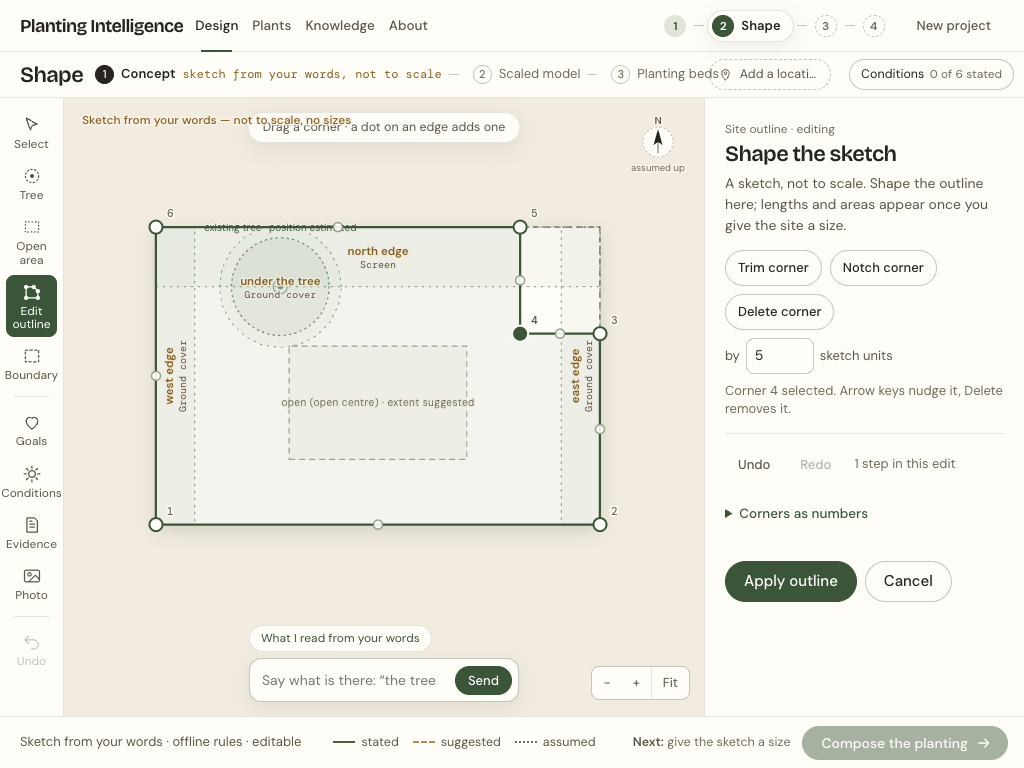 Planting Intelligence Design Plants Knowledge About 1 2 Shape 3 4 New project
Shape 1 Concept sketch from your words, not to scale 2 Scaled model 3 Planting beds Add a locati... Conditions 0 of 6 stated
Sketch from your words — not to scale, no sizes
Drag a corner · a dot on an edge adds one
N
assumed up
Select
Tree
Open
area
Edit
outline
Boundary
Goals
Conditions
Evidence
Photo
Undo
6
5
existing tree · position estimated
north edge
Screen
under the tree
Ground cover
4
3
west edge
Ground cover
east edge
Ground cover
open (open centre) · extent suggested
1
2
What I read from your words
Say what is there: “the tree
Send
− + Fit
Site outline · editing
Shape the sketch
A sketch, not to scale. Shape the outline
here; lengths and areas appear once you
give the site a size.
Trim corner Notch corner
Delete corner
by 5 sketch units
Corner 4 selected. Arrow keys nudge it, Delete
removes it.
Undo Redo 1 step in this edit
Corners as numbers
Apply outline Cancel
Sketch from your words · offline rules · editable stated suggested assumed Next: give the sketch a size Compose the planting →